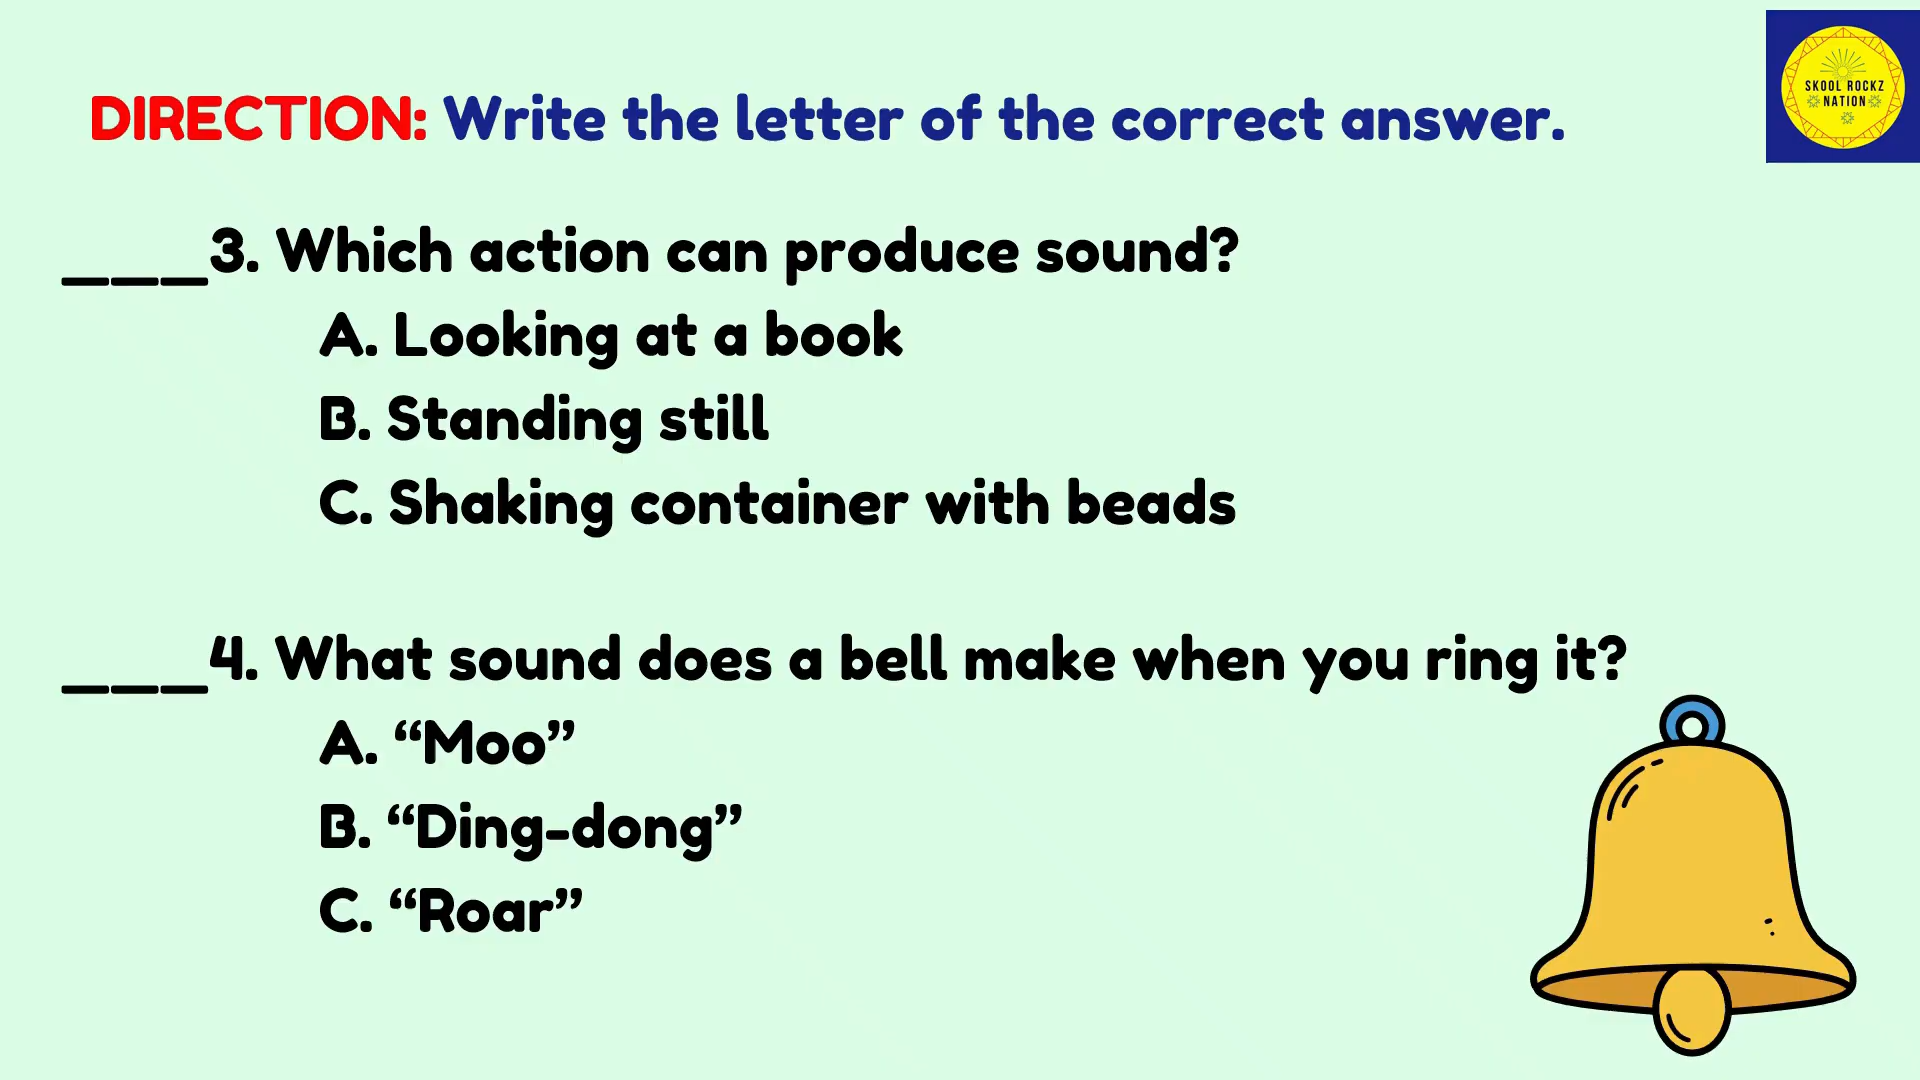 SKOOL ROCKZ
NATION
DIRECTION: Write the letter of the correct answer.
___3. Which action can produce sound?
A. Looking at a book
B. Standing still
C. Shaking container with beads
___4. What sound does a bell make when you ring it?
A. “Moo”
B. “Ding-dong”
C. “Roar”